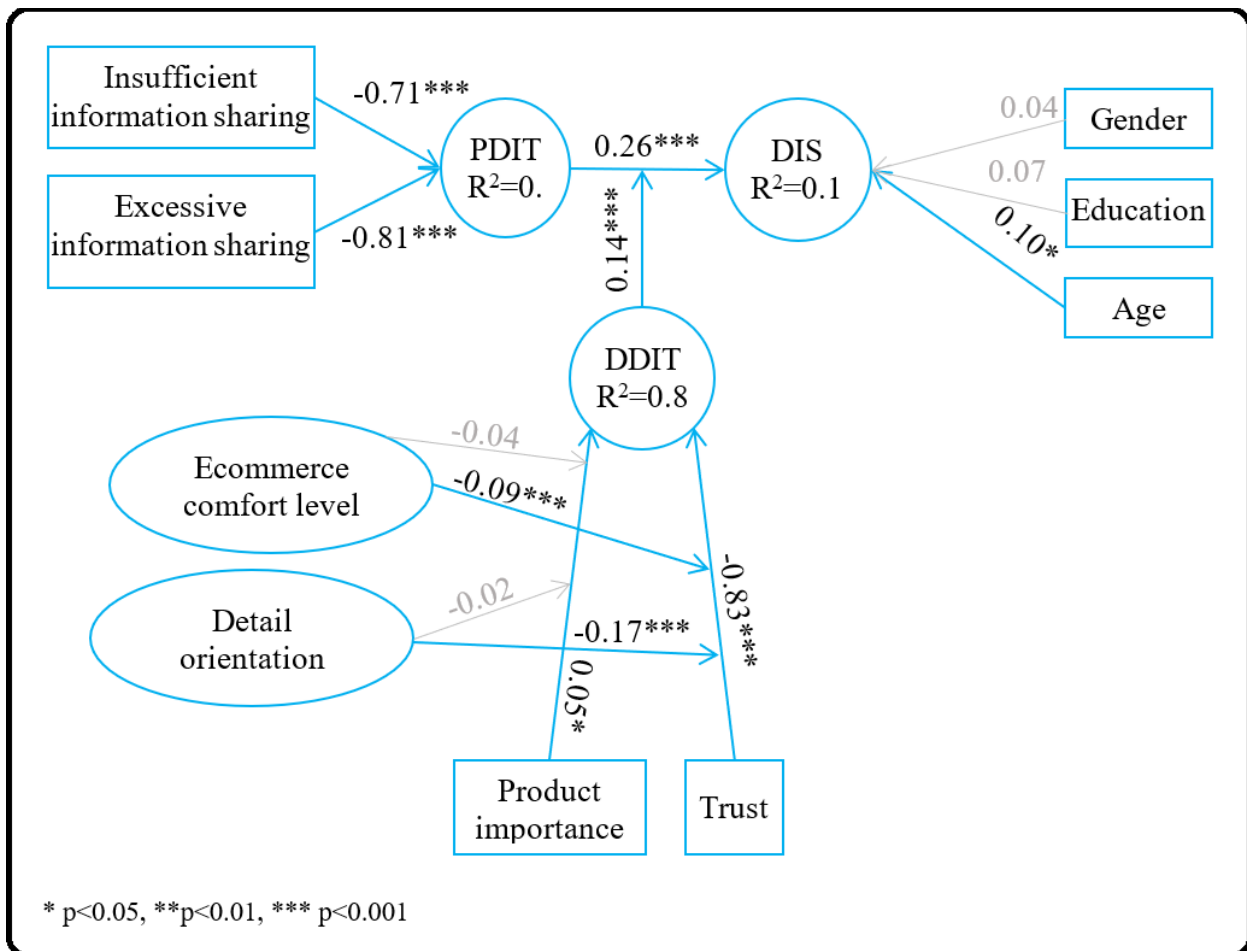 Insufficient
information sharing
-0.71***
Excessive
information sharing
-0.81***
PDIT
R²=0.
0.26***
DIS
R²=0.1
0.04
Gender
0.07
Education
0.10*
Age
0.14***
DDIT
R²=0.8
Ecommerce
comfort level
-0.04
-0.09***
Detail
orientation
-0.02
-0.17***
0.05*
-0.83***
Product
importance
Trust
* p<0.05, **p<0.01, *** p<0.001